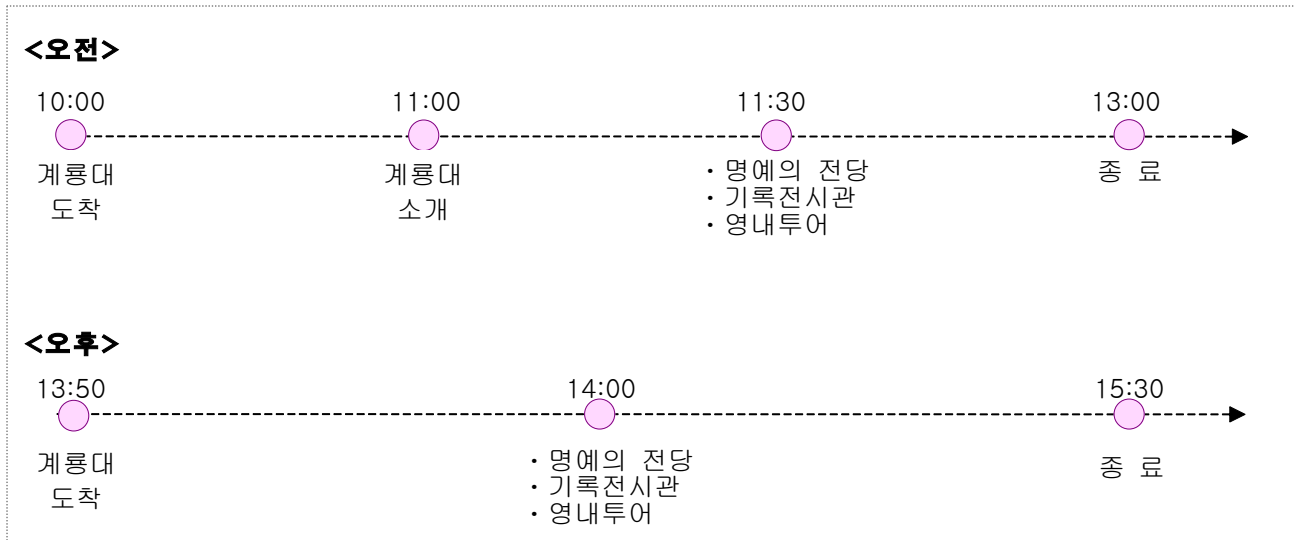 <오전>
10:00 11:00 11:30 13:00
계룡대 계룡대 · 명예의 전당 종 료
도착 소개 · 기록전시관
· 영내투어
<오후>
13:50 14:00 15:30
계룡대 · 명예의 전당 종 료
도착 · 기록전시관
· 영내투어